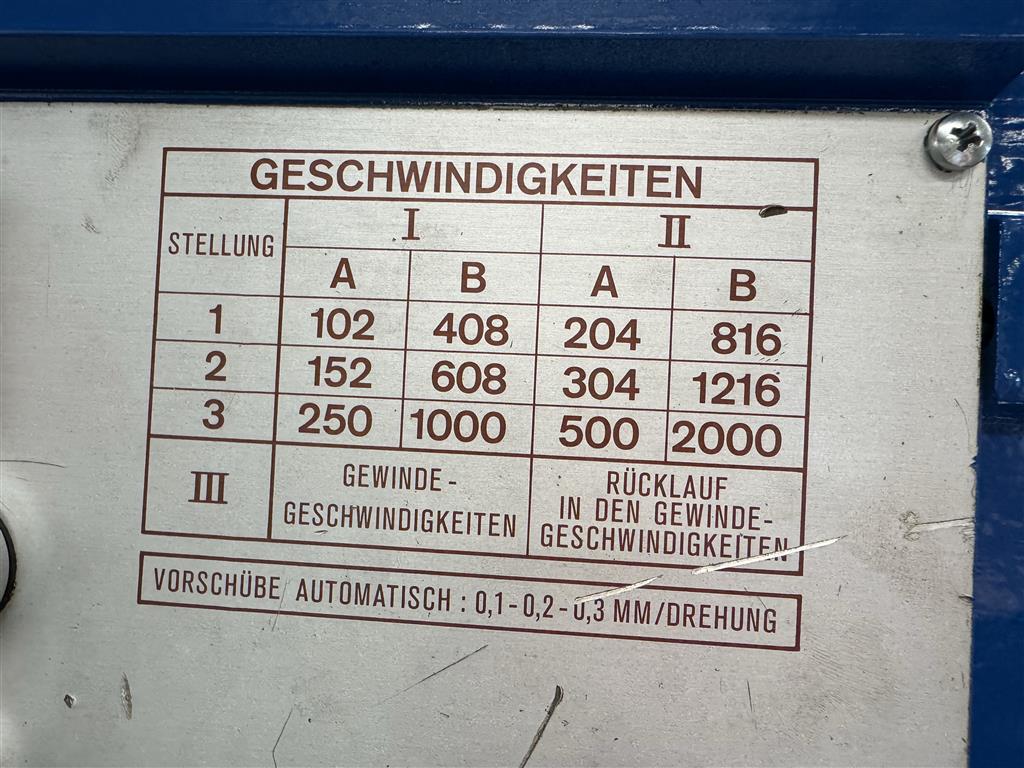 GESCHWINDIGKEITEN
STELLUNG I II
A B A B
1 102 408 204 816
2 152 608 304 1216
3 250 1000 500 2000
III GEWINDE-
GESCHWINDIGKEITEN
RÜCKLAUF
IN DEN GEWINDE-
GESCHWINDIGKEITEN
VORSCHÜBE AUTOMATISCH : 0,1-0,2-0,3 MM/DREHUNG